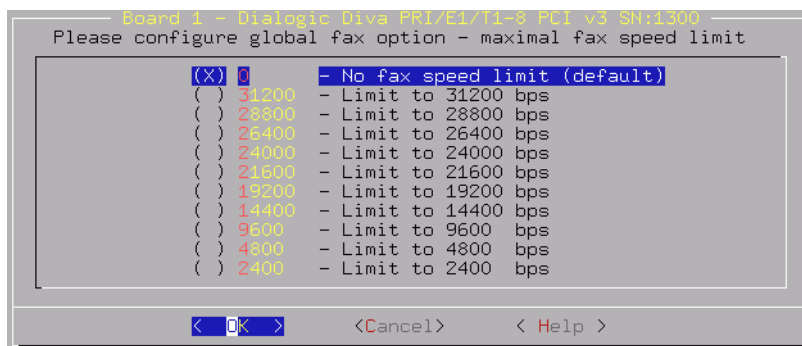 Board 1 - Dialogic Diva PRI/E1/T1-8 PCI v3 SN:1300
Please configure global fax option - maximal fax speed limit
(X) 0 - No fax speed limit (default)
( ) 31200 - Limit to 31200 bps
( ) 28800 - Limit to 28800 bps
( ) 26400 - Limit to 26400 bps
( ) 24000 - Limit to 24000 bps
( ) 21600 - Limit to 21600 bps
( ) 19200 - Limit to 19200 bps
( ) 14400 - Limit to 14400 bps
( ) 9600 - Limit to 9600 bps
( ) 4800 - Limit to 4800 bps
( ) 2400 - Limit to 2400 bps
< OK > <Cancel> < Help >